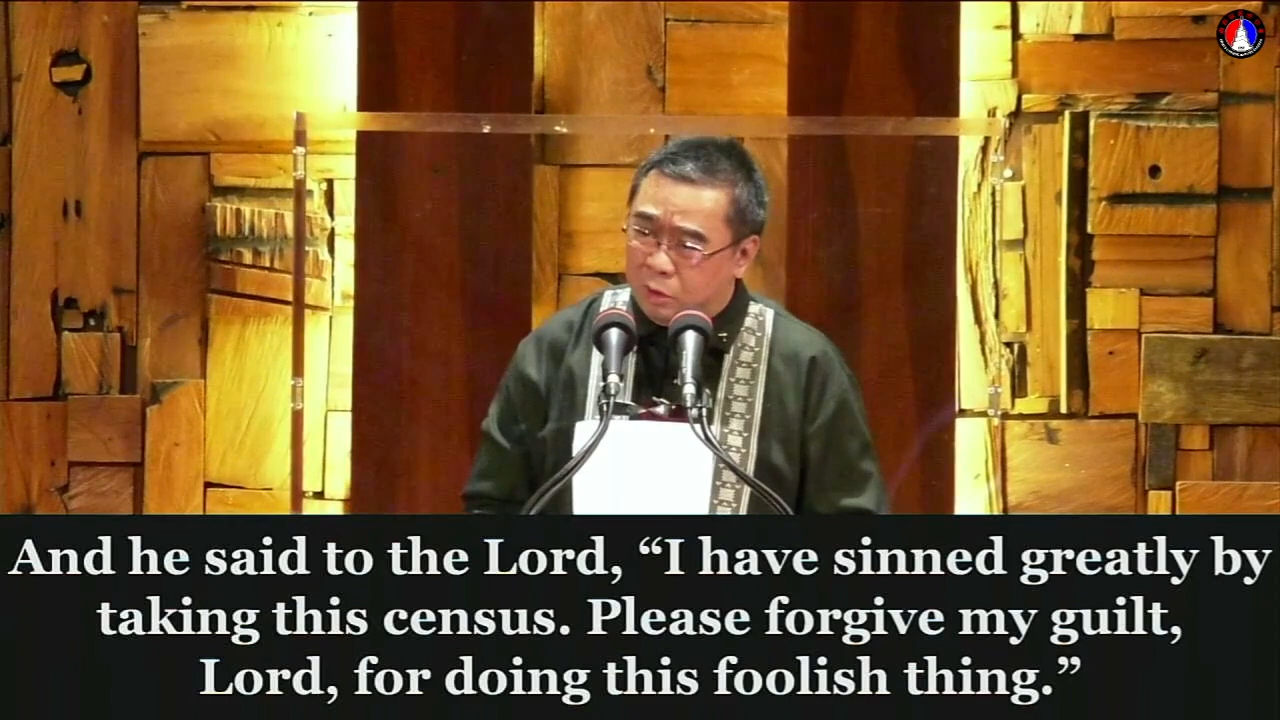 And he said to the Lord, “I have sinned greatly by
taking this census. Please forgive my guilt,
Lord, for doing this foolish thing.”